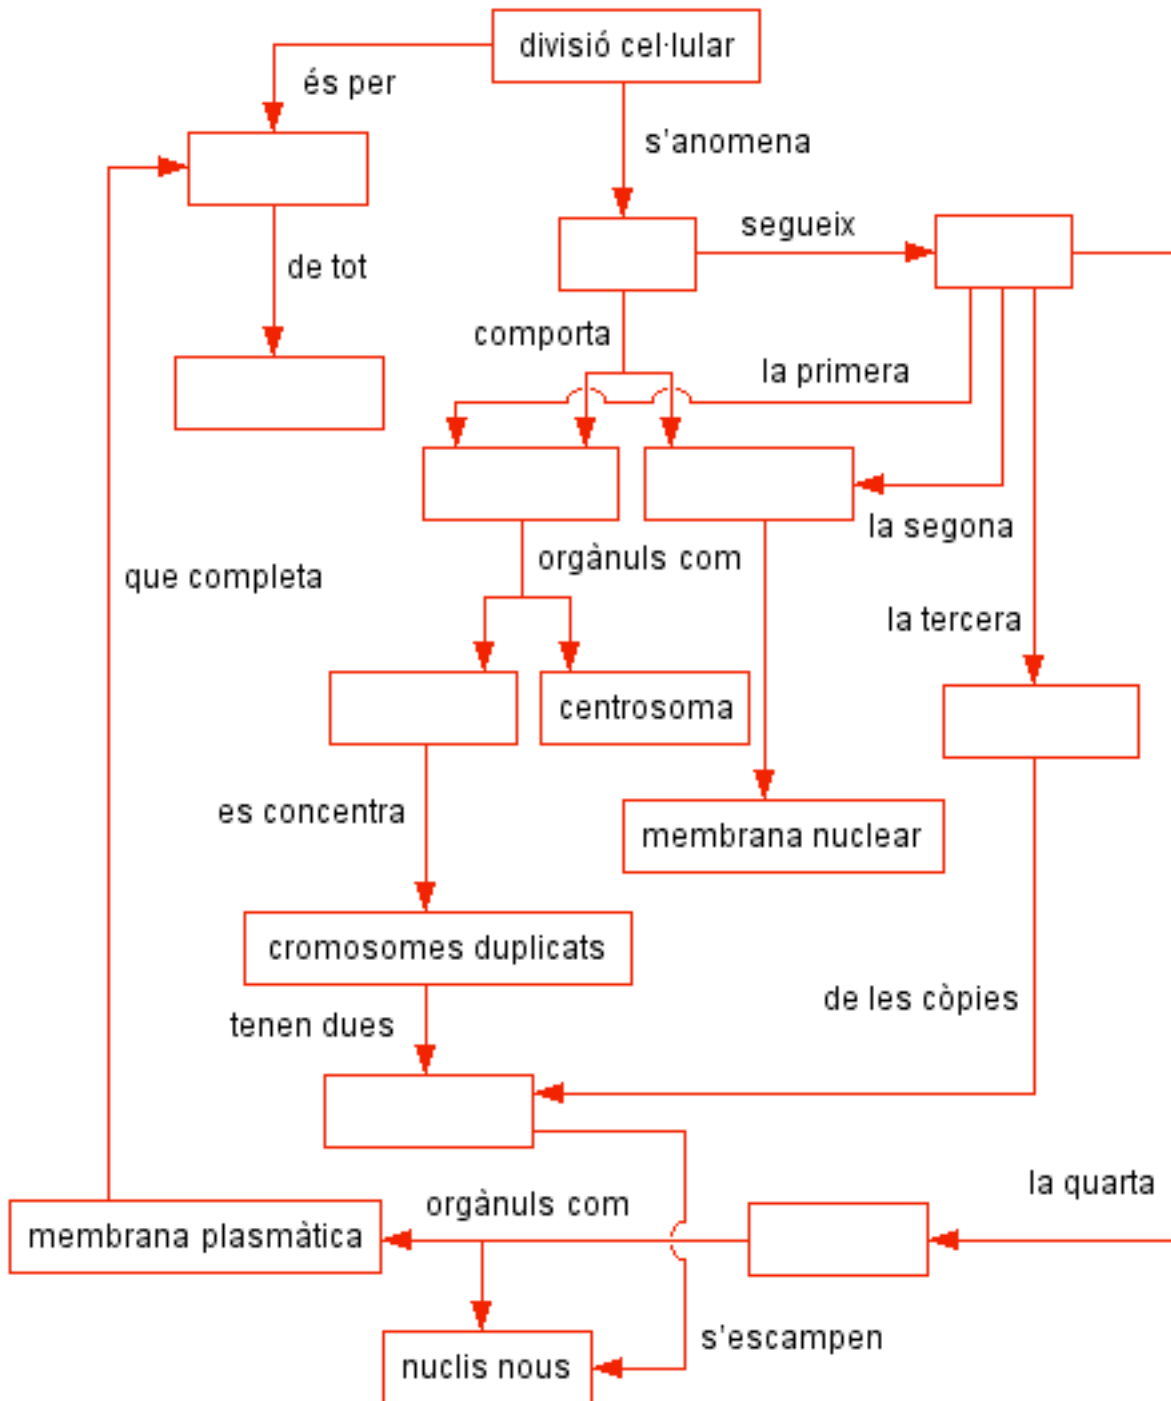 divisió cel·lular
és per
s'anomena
segueix
de tot
comporta
la primera
la segona
orgànuls com
que completa
la tercera
centrosoma
es concentra
membrana nuclear
cromosomes duplicats
de les còpies
tenen dues
la quarta
orgànuls com
membrana plasmàtica
s'escampen
nuclis nous